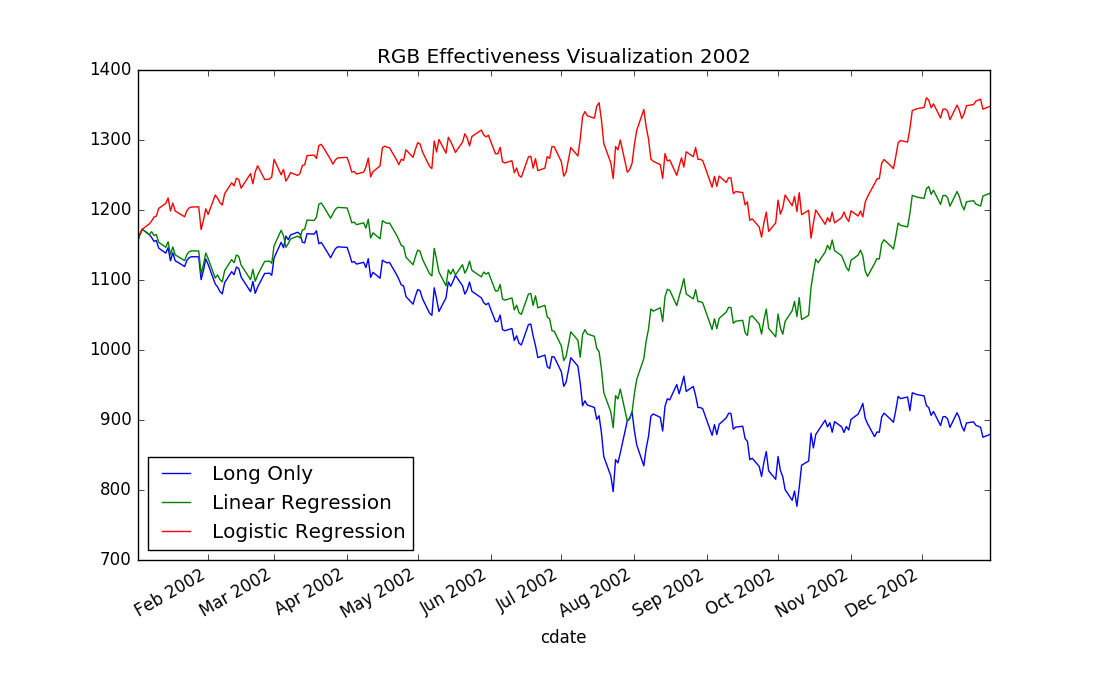 RGB Effectiveness Visualization 2002
1400
1300
1200
1100
1000
900
800
700
Long Only
Linear Regression
Logistic Regression
Feb 2002
Mar 2002
Apr 2002
May 2002
Jun 2002
Jul 2002
Aug 2002
Sep 2002
Oct 2002
Nov 2002
Dec 2002
cdate